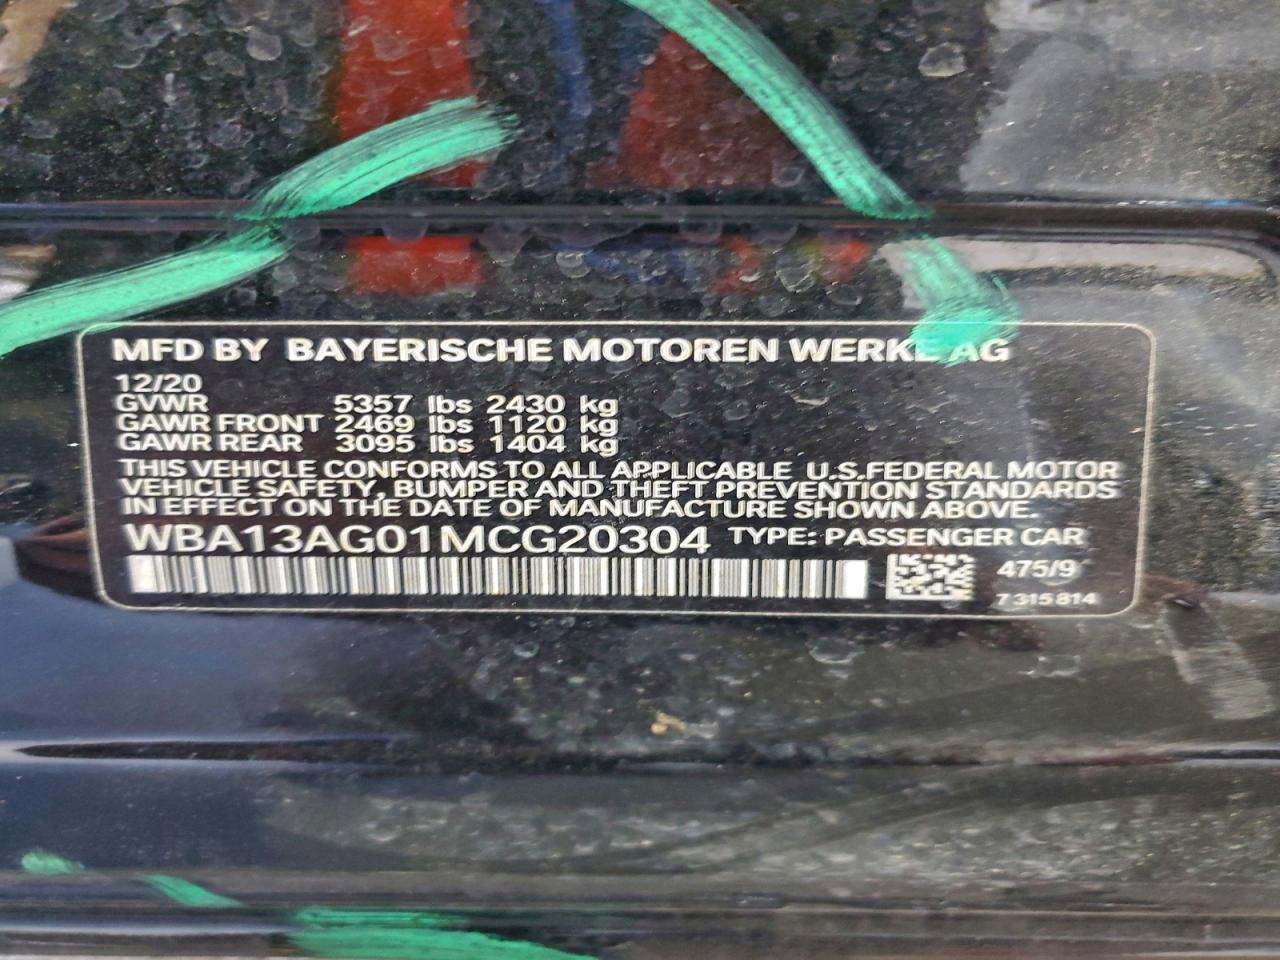 MFD BY BAYERISCHE MOTOREN WERKE AG
12/20
GVWR 5357 lbs 2430 kg
GAWR FRONT 2469 lbs 1120 kg
GAWR REAR 3095 lbs 1404 kg
THIS VEHICLE CONFORMS TO ALL APPLICABLE U.S.FEDERAL MOTOR
VEHICLE SAFETY, BUMPER AND THEFT PREVENTION STANDARDS
IN EFFECT ON THE DATE OF MANUFACTURE SHOWN ABOVE.
WBA13AG01MCG20304 TYPE: PASSENGER CAR
475/9
7 315 814